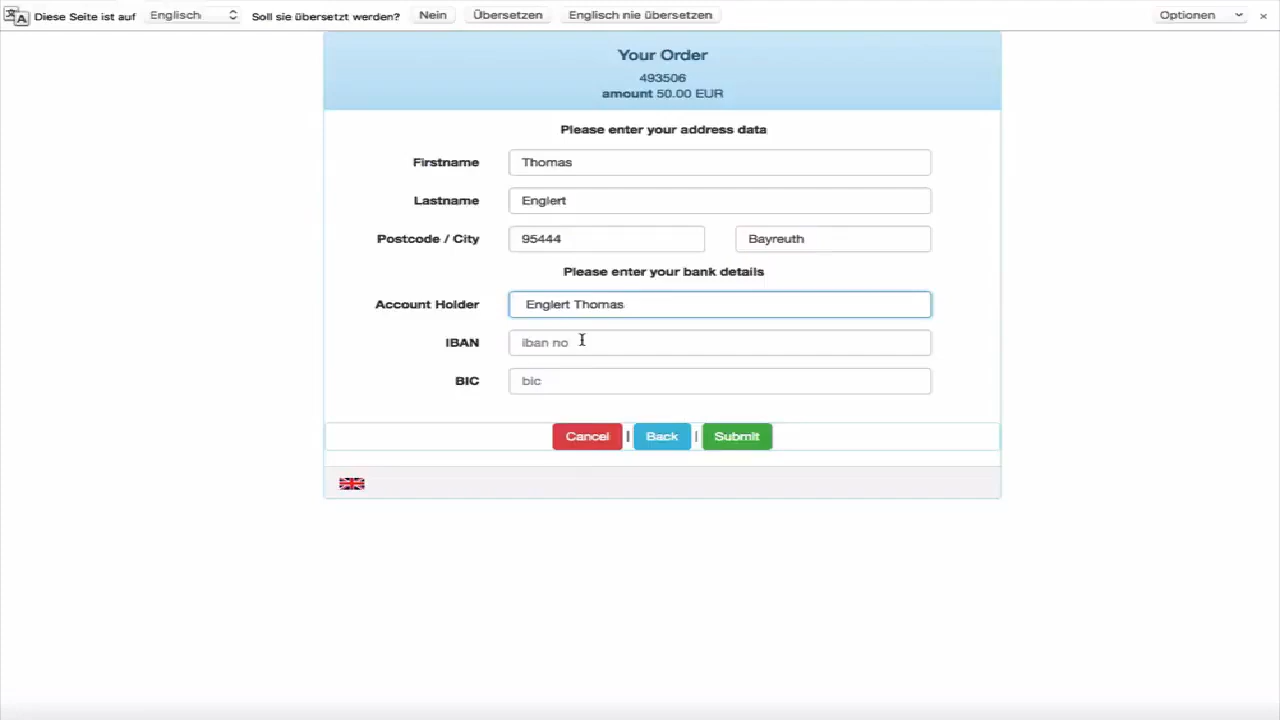 Diese Seite ist auf Englisch Soll sie übersetzt werden? Nein Übersetzen Englisch nie übersetzen Optionen
Your Order
493506
amount 50.00 EUR
Please enter your address data
Firstname Thomas
Lastname Englert
Postcode / City 95444 Bayreuth
Please enter your bank details
Account Holder Englert Thomas
IBAN iban no
BIC bic
Cancel | Back | Submit